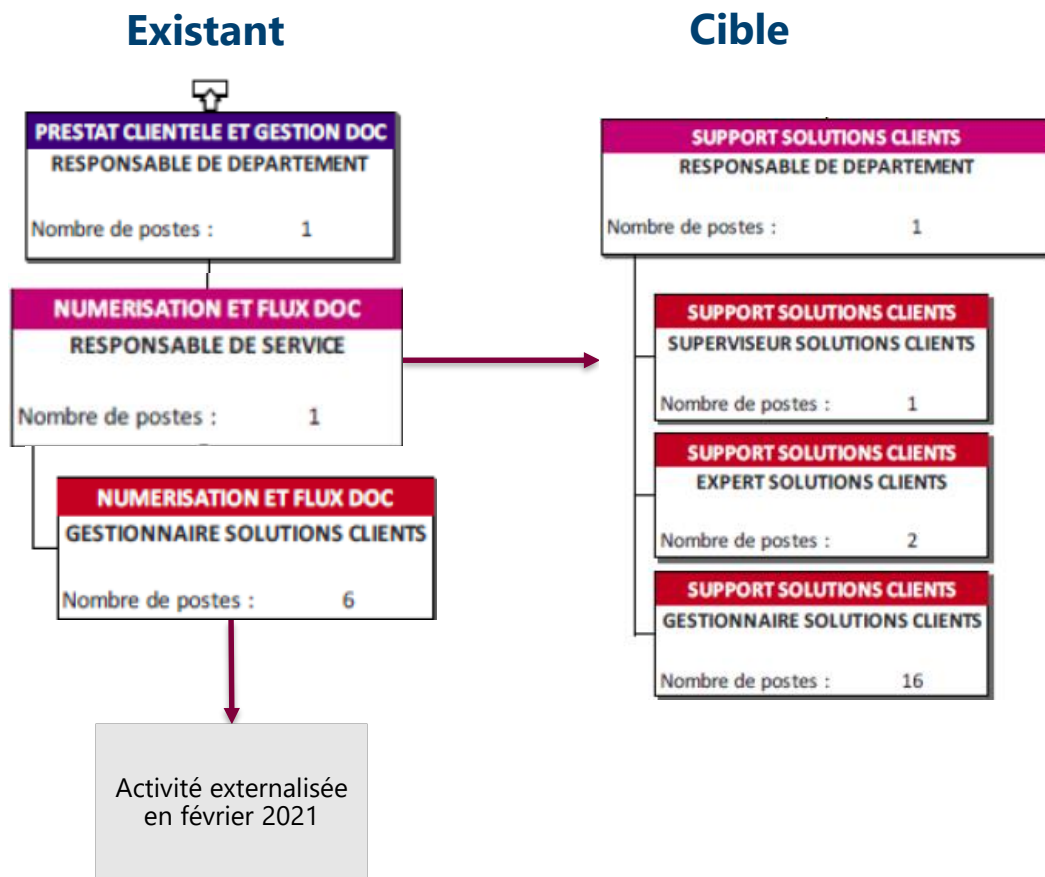 Existant
PRESTAT CLIENTELE ET GESTION DOC
RESPONSABLE DE DEPARTEMENT
Nombre de postes : 1
NUMERISATION ET FLUX DOC
RESPONSABLE DE SERVICE
Nombre de postes : 1
NUMERISATION ET FLUX DOC
GESTIONNAIRE SOLUTIONS CLIENTS
Nombre de postes : 6
Activité externalisée
en février 2021
Cible
SUPPORT SOLUTIONS CLIENTS
RESPONSABLE DE DEPARTEMENT
Nombre de postes : 1
SUPPORT SOLUTIONS CLIENTS
SUPERVISEUR SOLUTIONS CLIENTS
Nombre de postes : 1
SUPPORT SOLUTIONS CLIENTS
EXPERT SOLUTIONS CLIENTS
Nombre de postes : 2
SUPPORT SOLUTIONS CLIENTS
GESTIONNAIRE SOLUTIONS CLIENTS
Nombre de postes : 16